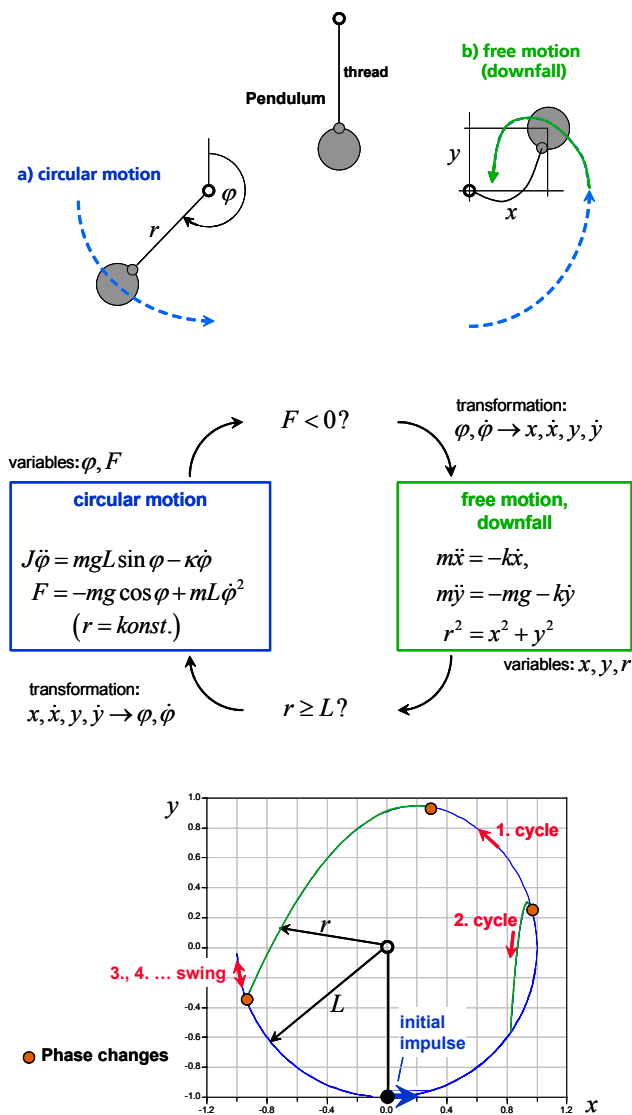 b) free motion
(downfall)
thread
Pendulum
a) circular motion
φ
r
y
x
F < 0?
transformation:
φ, φ̇ → x, ẋ, y, ẏ
variables: φ, F
circular motion
Jφ̈ = mgL sin φ − κφ̇
F = −mg cos φ + mLφ̇²
(r = konst.)
free motion,
downfall
mẍ = −kẋ,
mÿ = −mg − kẏ
r² = x² + y²
variables: x, y, r
transformation:
x, ẋ, y, ẏ → φ, φ̇
r ≥ L?
y
1.0
0.8
0.6
0.4
0.2
0.0
-0.4
-0.6
-0.8
-1.0
1. cycle
2. cycle
r
3., 4. ... swing
L
initial
impulse
Phase changes
-1.2
-0.8
-0.4
0.0
0.4
0.8
1.2
x